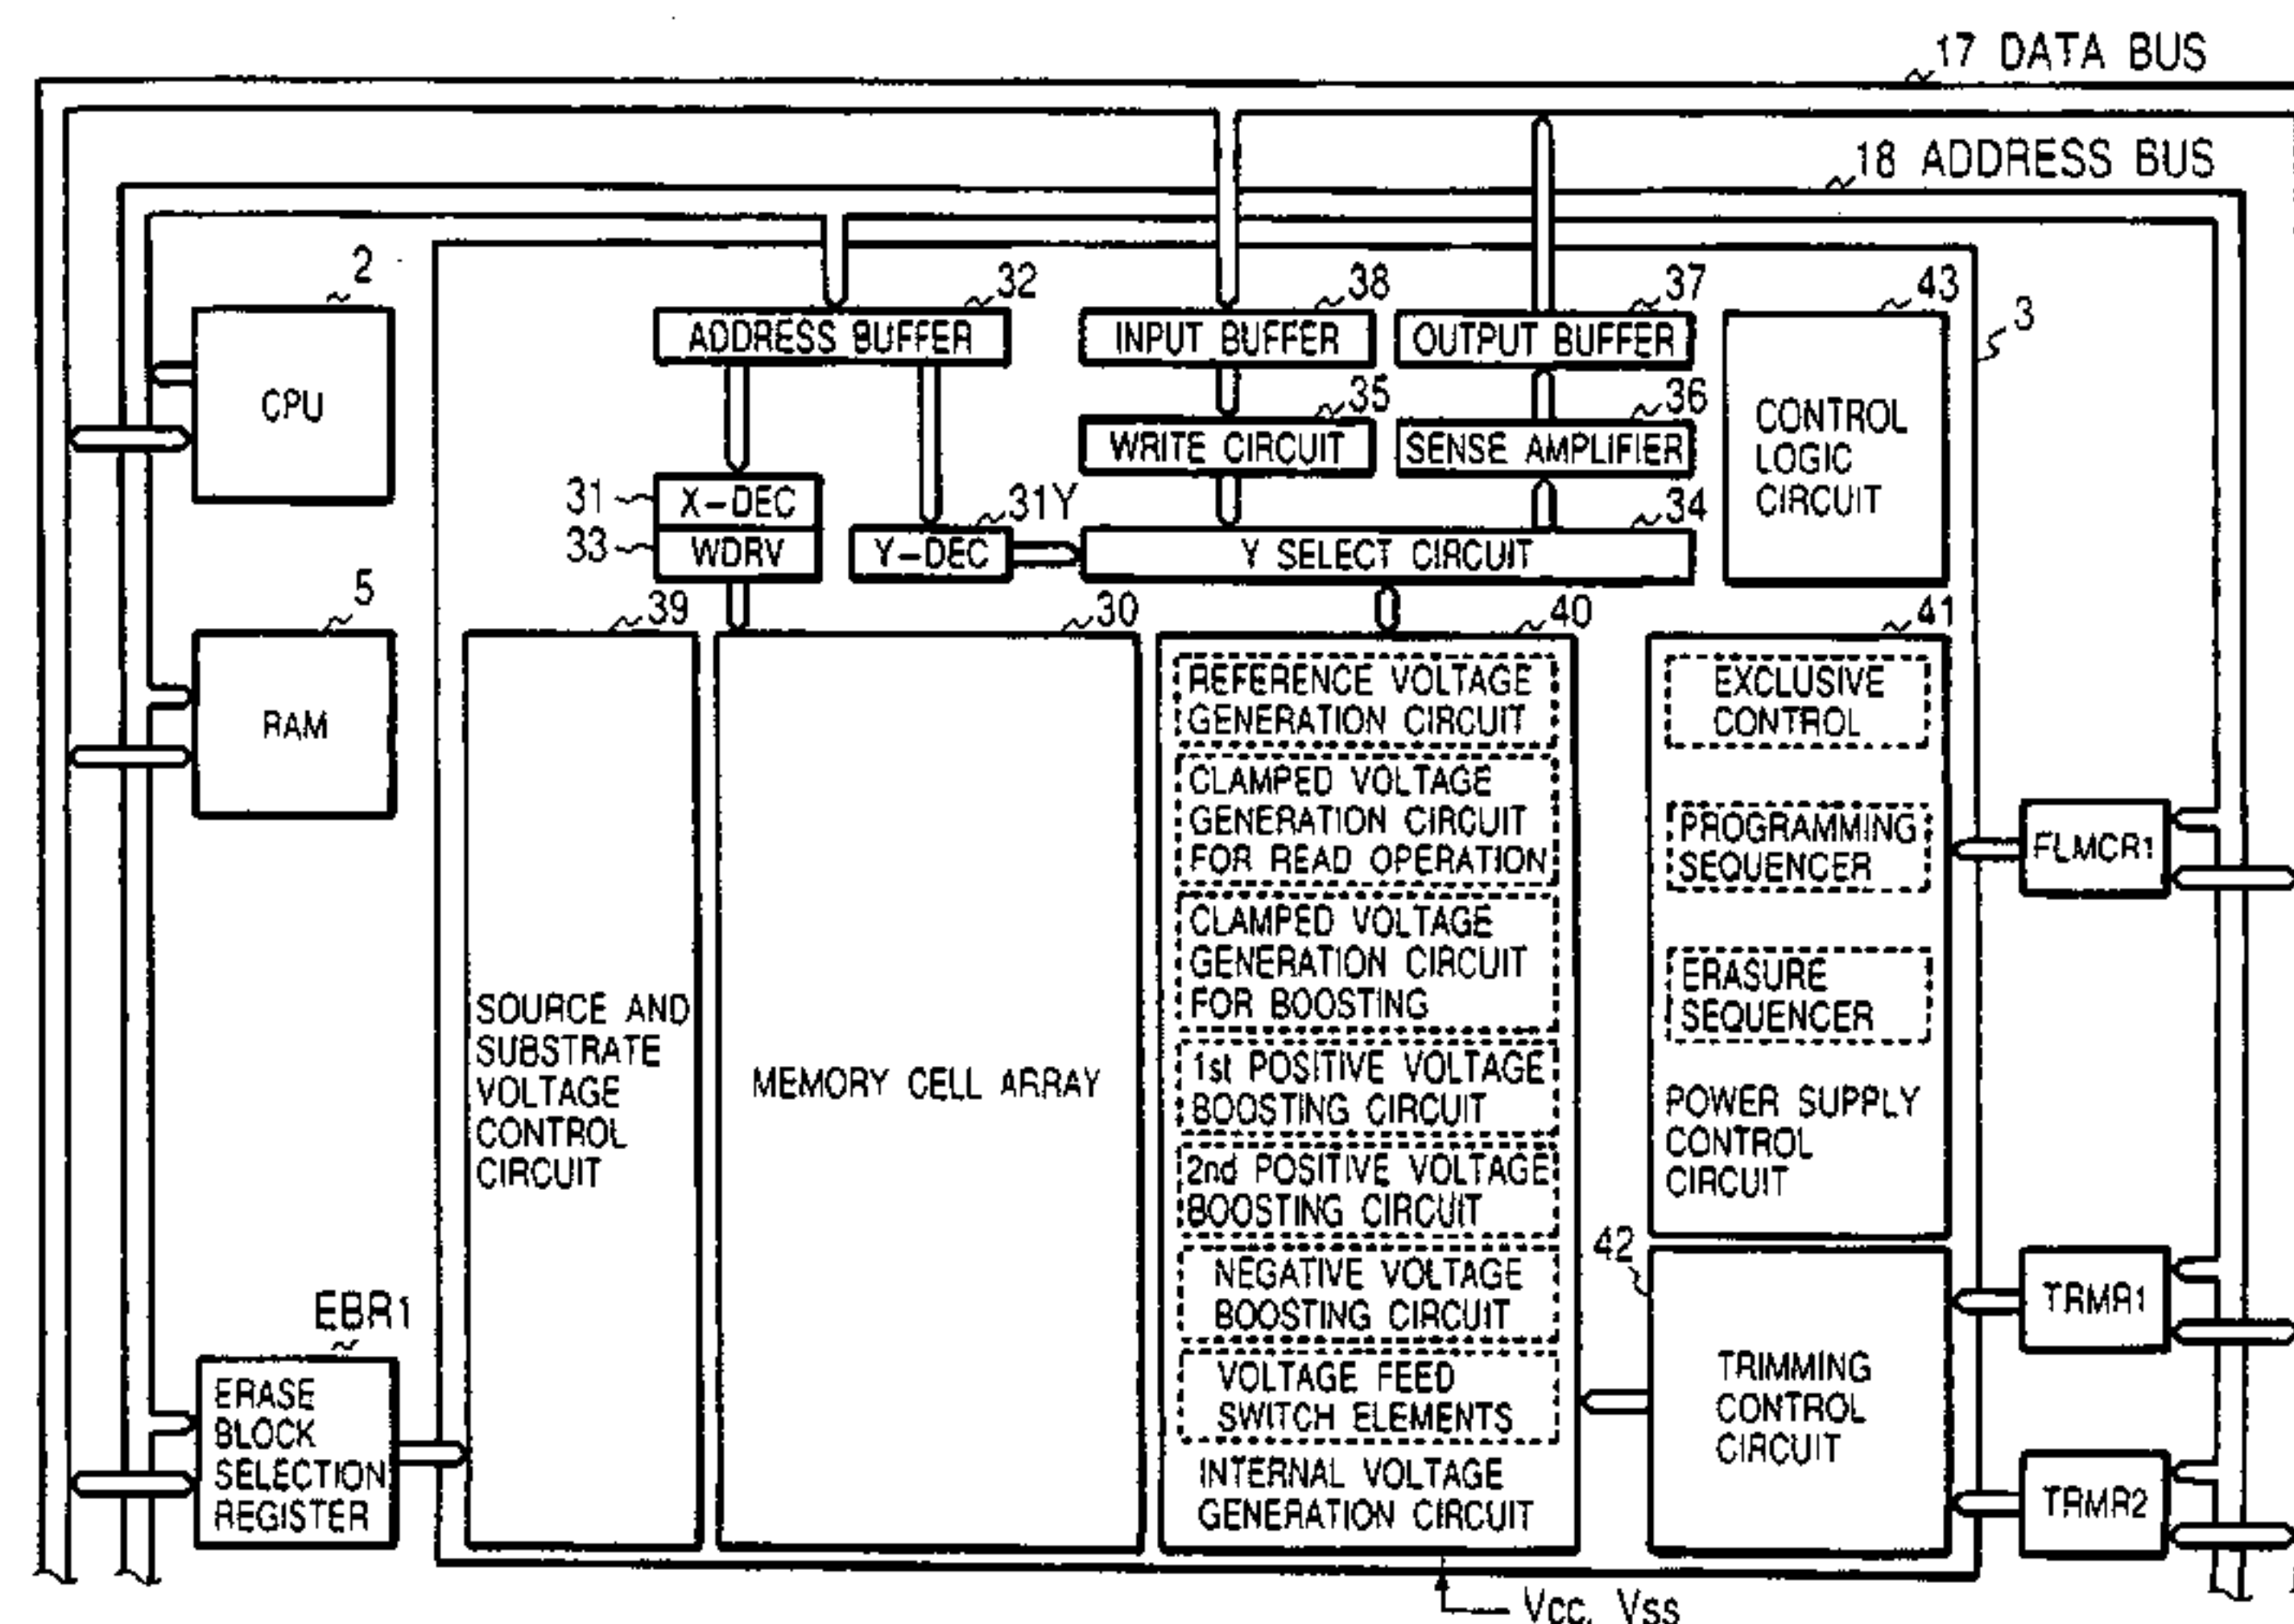 17 DATA BUS
18 ADDRESS BUS
2
CPU
5
RAM
EBR1
ERASE
BLOCK
SELECTION
REGISTER
32
ADDRESS BUFFER
38
INPUT BUFFER
37
OUTPUT BUFFER
43
3
CONTROL
LOGIC
CIRCUIT
35
WRITE CIRCUIT
36
SENSE AMPLIFIER
31
X-DEC
33
WDRV
31Y
Y-DEC
34
Y SELECT CIRCUIT
39
SOURCE AND
SUBSTRATE
VOLTAGE
CONTROL
CIRCUIT
30
MEMORY CELL ARRAY
40
REFERENCE VOLTAGE
GENERATION CIRCUIT
CLAMPED VOLTAGE
GENERATION CIRCUIT
FOR READ OPERATION
CLAMPED VOLTAGE
GENERATION CIRCUIT
FOR BOOSTING
1st POSITIVE VOLTAGE
BOOSTING CIRCUIT
2nd POSITIVE VOLTAGE
BOOSTING CIRCUIT
NEGATIVE VOLTAGE
BOOSTING CIRCUIT
VOLTAGE FEED
SWITCH ELEMENTS
INTERNAL VOLTAGE
GENERATION CIRCUIT
41
EXCLUSIVE
CONTROL
PROGRAMMING
SEQUENCER
ERASURE
SEQUENCER
POWER SUPPLY
CONTROL
CIRCUIT
42
TRIMMING
CONTROL
CIRCUIT
FLMCR1
TRMR1
TRMR2
Vcc, Vss